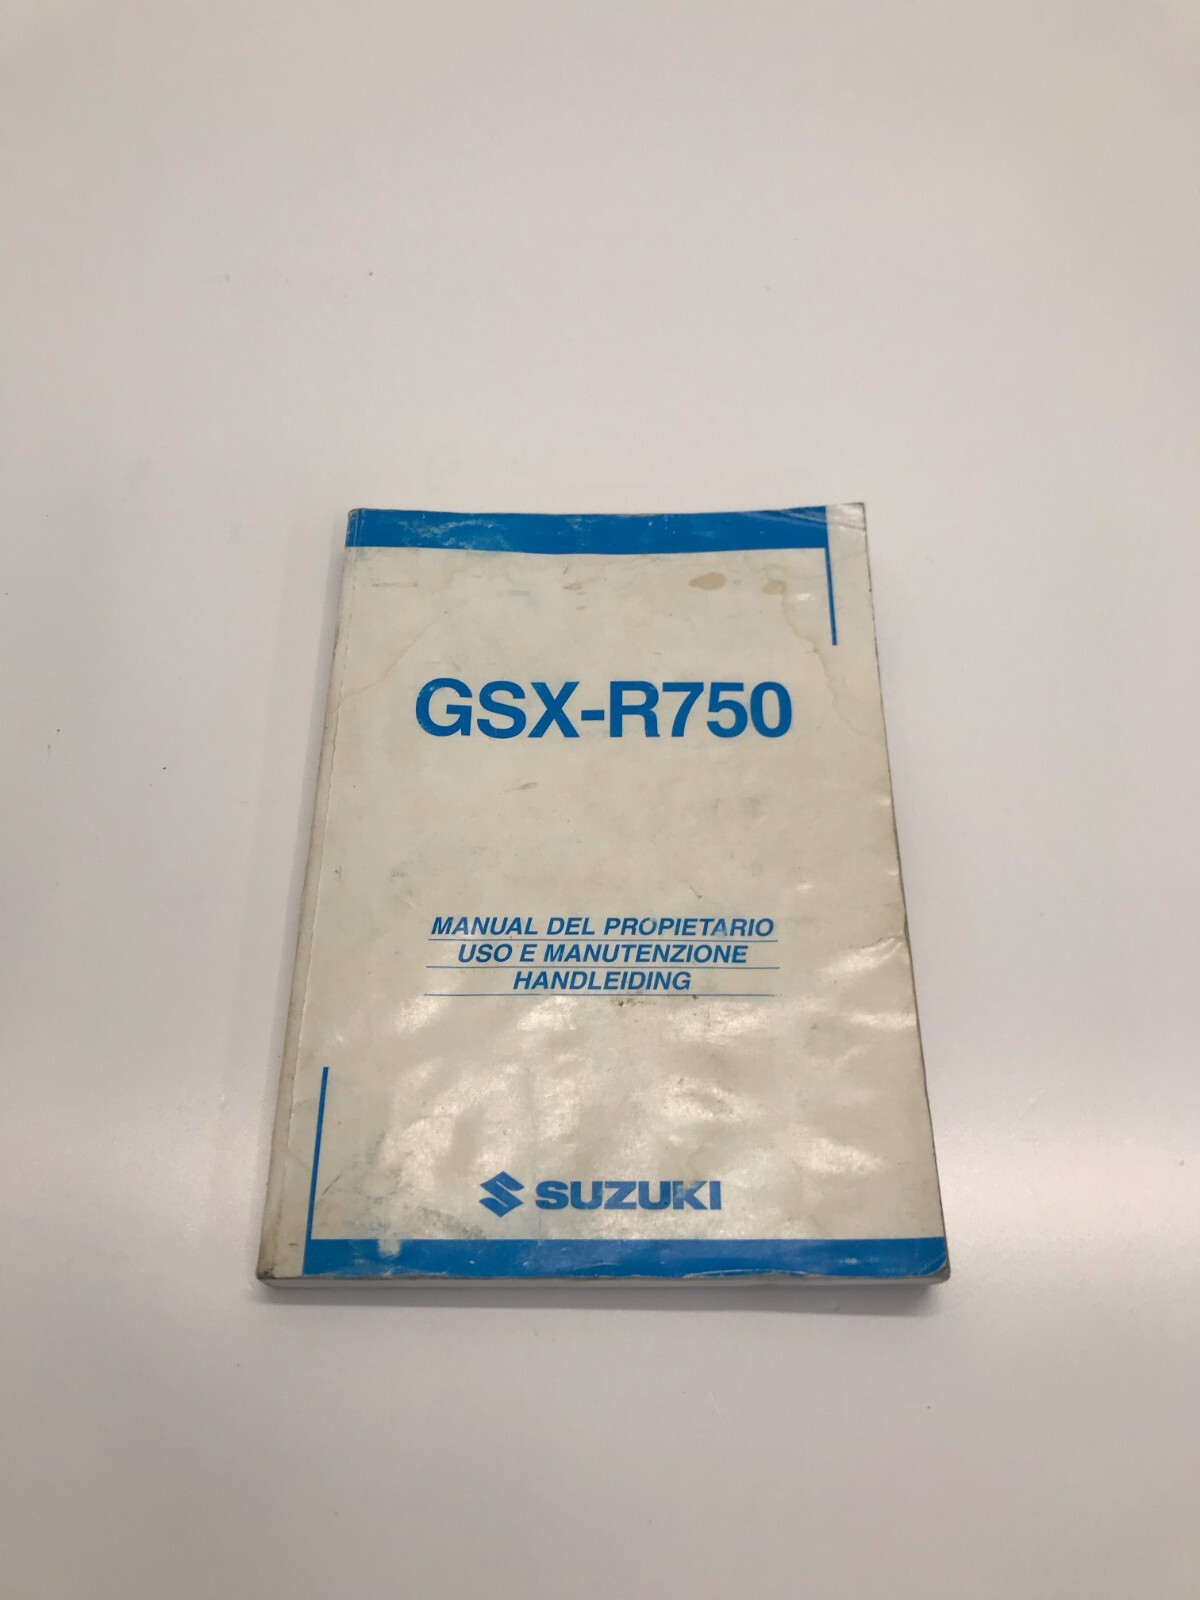 GSX-R750
MANUAL DEL PROPIETARIO
USO E MANUTENZIONE
HANDLEIDING
SUZUKI